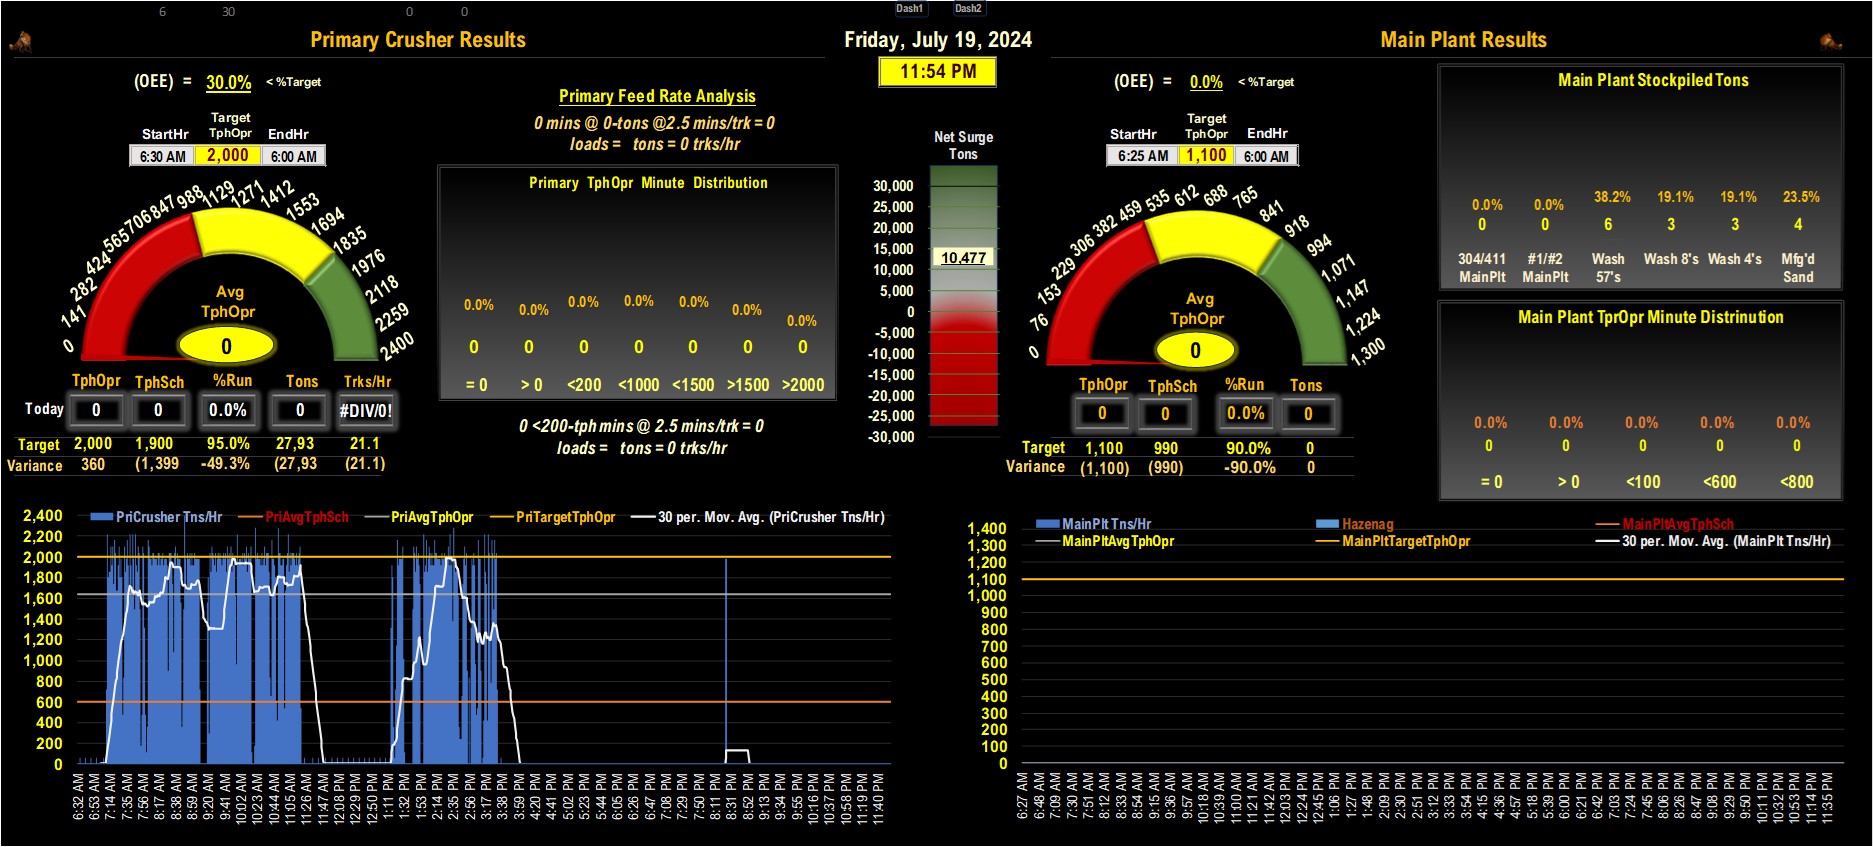 6 30 0 0 Dash1 Dash2
Primary Crusher Results
Friday, July 19, 2024
Main Plant Results
11:54 PM
(OEE) = 30.0% < %Target
Target
StartHr TphOpr EndHr
6:30 AM 2,000 6:00 AM
0 141 282 424 565 706 847 988 1129 1271 1412 1553 1694 1835 1976 2118 2259 2400
Avg
TphOpr
0
TphOpr TphSch %Run Tons Trks/Hr
Today 0 0 0.0% 0 #DIV/0!
Target 2,000 1,900 95.0% 27,93 21.1
Variance 360 (1,399 -49.3% (27,93 (21.1)
Primary Feed Rate Analysis
0 mins @ 0-tons @2.5 mins/trk = 0
loads = tons = 0 trks/hr
Primary TphOpr Minute Distribution
0.0% 0.0% 0.0% 0.0% 0.0% 0.0% 0.0%
0 0 0 0 0 0 0
= 0 > 0 <200 <1000 <1500 >1500 >2000
0 <200-tph mins @ 2.5 mins/trk = 0
loads = tons = 0 trks/hr
Net Surge
Tons
30,000
25,000
20,000
15,000
10,477
10,000
5,000
0
-5,000
-10,000
-15,000
-20,000
-25,000
-30,000
(OEE) = 0.0% < %Target
Target
StartHr TphOpr EndHr
6:25 AM 1,100 6:00 AM
0 76 153 229 306 382 459 535 612 688 765 841 918 994 1,071 1,147 1,224 1,300
Avg
TphOpr
0
TphOpr TphSch %Run Tons
0 0 0.0% 0
Target 1,100 990 90.0% 0
Variance (1,100) (990) -90.0% 0
Main Plant Stockpiled Tons
0.0% 0.0% 38.2% 19.1% 19.1% 23.5%
0 0 6 3 3 4
304/411 #1/#2 Wash Wash 8's Wash 4's Mfg'd
MainPlt MainPlt 57's Sand
Main Plant TprOpr Minute Distrinution
0.0% 0.0% 0.0% 0.0% 0.0%
0 0 0 0 0
= 0 > 0 <100 <600 <800
PriCrusher Tns/Hr PriAvgTphSch PriAvgTphOpr PriTargetTphOpr 30 per. Mov. Avg. (PriCrusher Tns/Hr)
2,400
2,200
2,000
1,800
1,600
1,400
1,200
1,000
800
600
400
200
0
6:32 AM 6:53 AM 7:14 AM 7:35 AM 7:56 AM 8:17 AM 8:38 AM 8:59 AM 9:20 AM 9:41 AM 10:02 AM 10:23 AM 10:44 AM 11:05 AM 11:26 AM 11:47 AM 12:08 PM 12:29 PM 12:50 PM 1:11 PM 1:32 PM 1:53 PM 2:14 PM 2:35 PM 2:56 PM 3:17 PM 3:38 PM 3:59 PM 4:20 PM 4:41 PM 5:02 PM 5:23 PM 5:44 PM 6:05 PM 6:26 PM 6:47 PM 7:08 PM 7:29 PM 7:50 PM 8:11 PM 8:31 PM 8:52 PM 9:13 PM 9:34 PM 9:55 PM 10:16 PM 10:37 PM 10:58 PM 11:19 PM 11:40 PM
MainPlt Tns/Hr Hazenag MainPltAvgTphSch
MainPltAvgTphOpr MainPltTargetTphOpr 30 per. Mov. Avg. (MainPlt Tns/Hr)
1,400
1,300
1,200
1,100
1,000
900
800
700
600
500
400
300
200
100
0
6:27 AM 6:48 AM 7:09 AM 7:30 AM 7:51 AM 8:12 AM 8:33 AM 8:54 AM 9:15 AM 9:36 AM 9:57 AM 10:18 AM 10:39 AM 11:00 AM 11:21 AM 11:42 AM 12:03 PM 12:24 PM 12:45 PM 1:06 PM 1:27 PM 1:48 PM 2:09 PM 2:30 PM 2:51 PM 3:12 PM 3:33 PM 3:54 PM 4:15 PM 4:36 PM 4:57 PM 5:18 PM 5:39 PM 6:00 PM 6:21 PM 6:42 PM 7:03 PM 7:24 PM 7:45 PM 8:06 PM 8:26 PM 8:47 PM 9:08 PM 9:29 PM 9:50 PM 10:11 PM 10:32 PM 10:53 PM 11:14 PM 11:35 PM